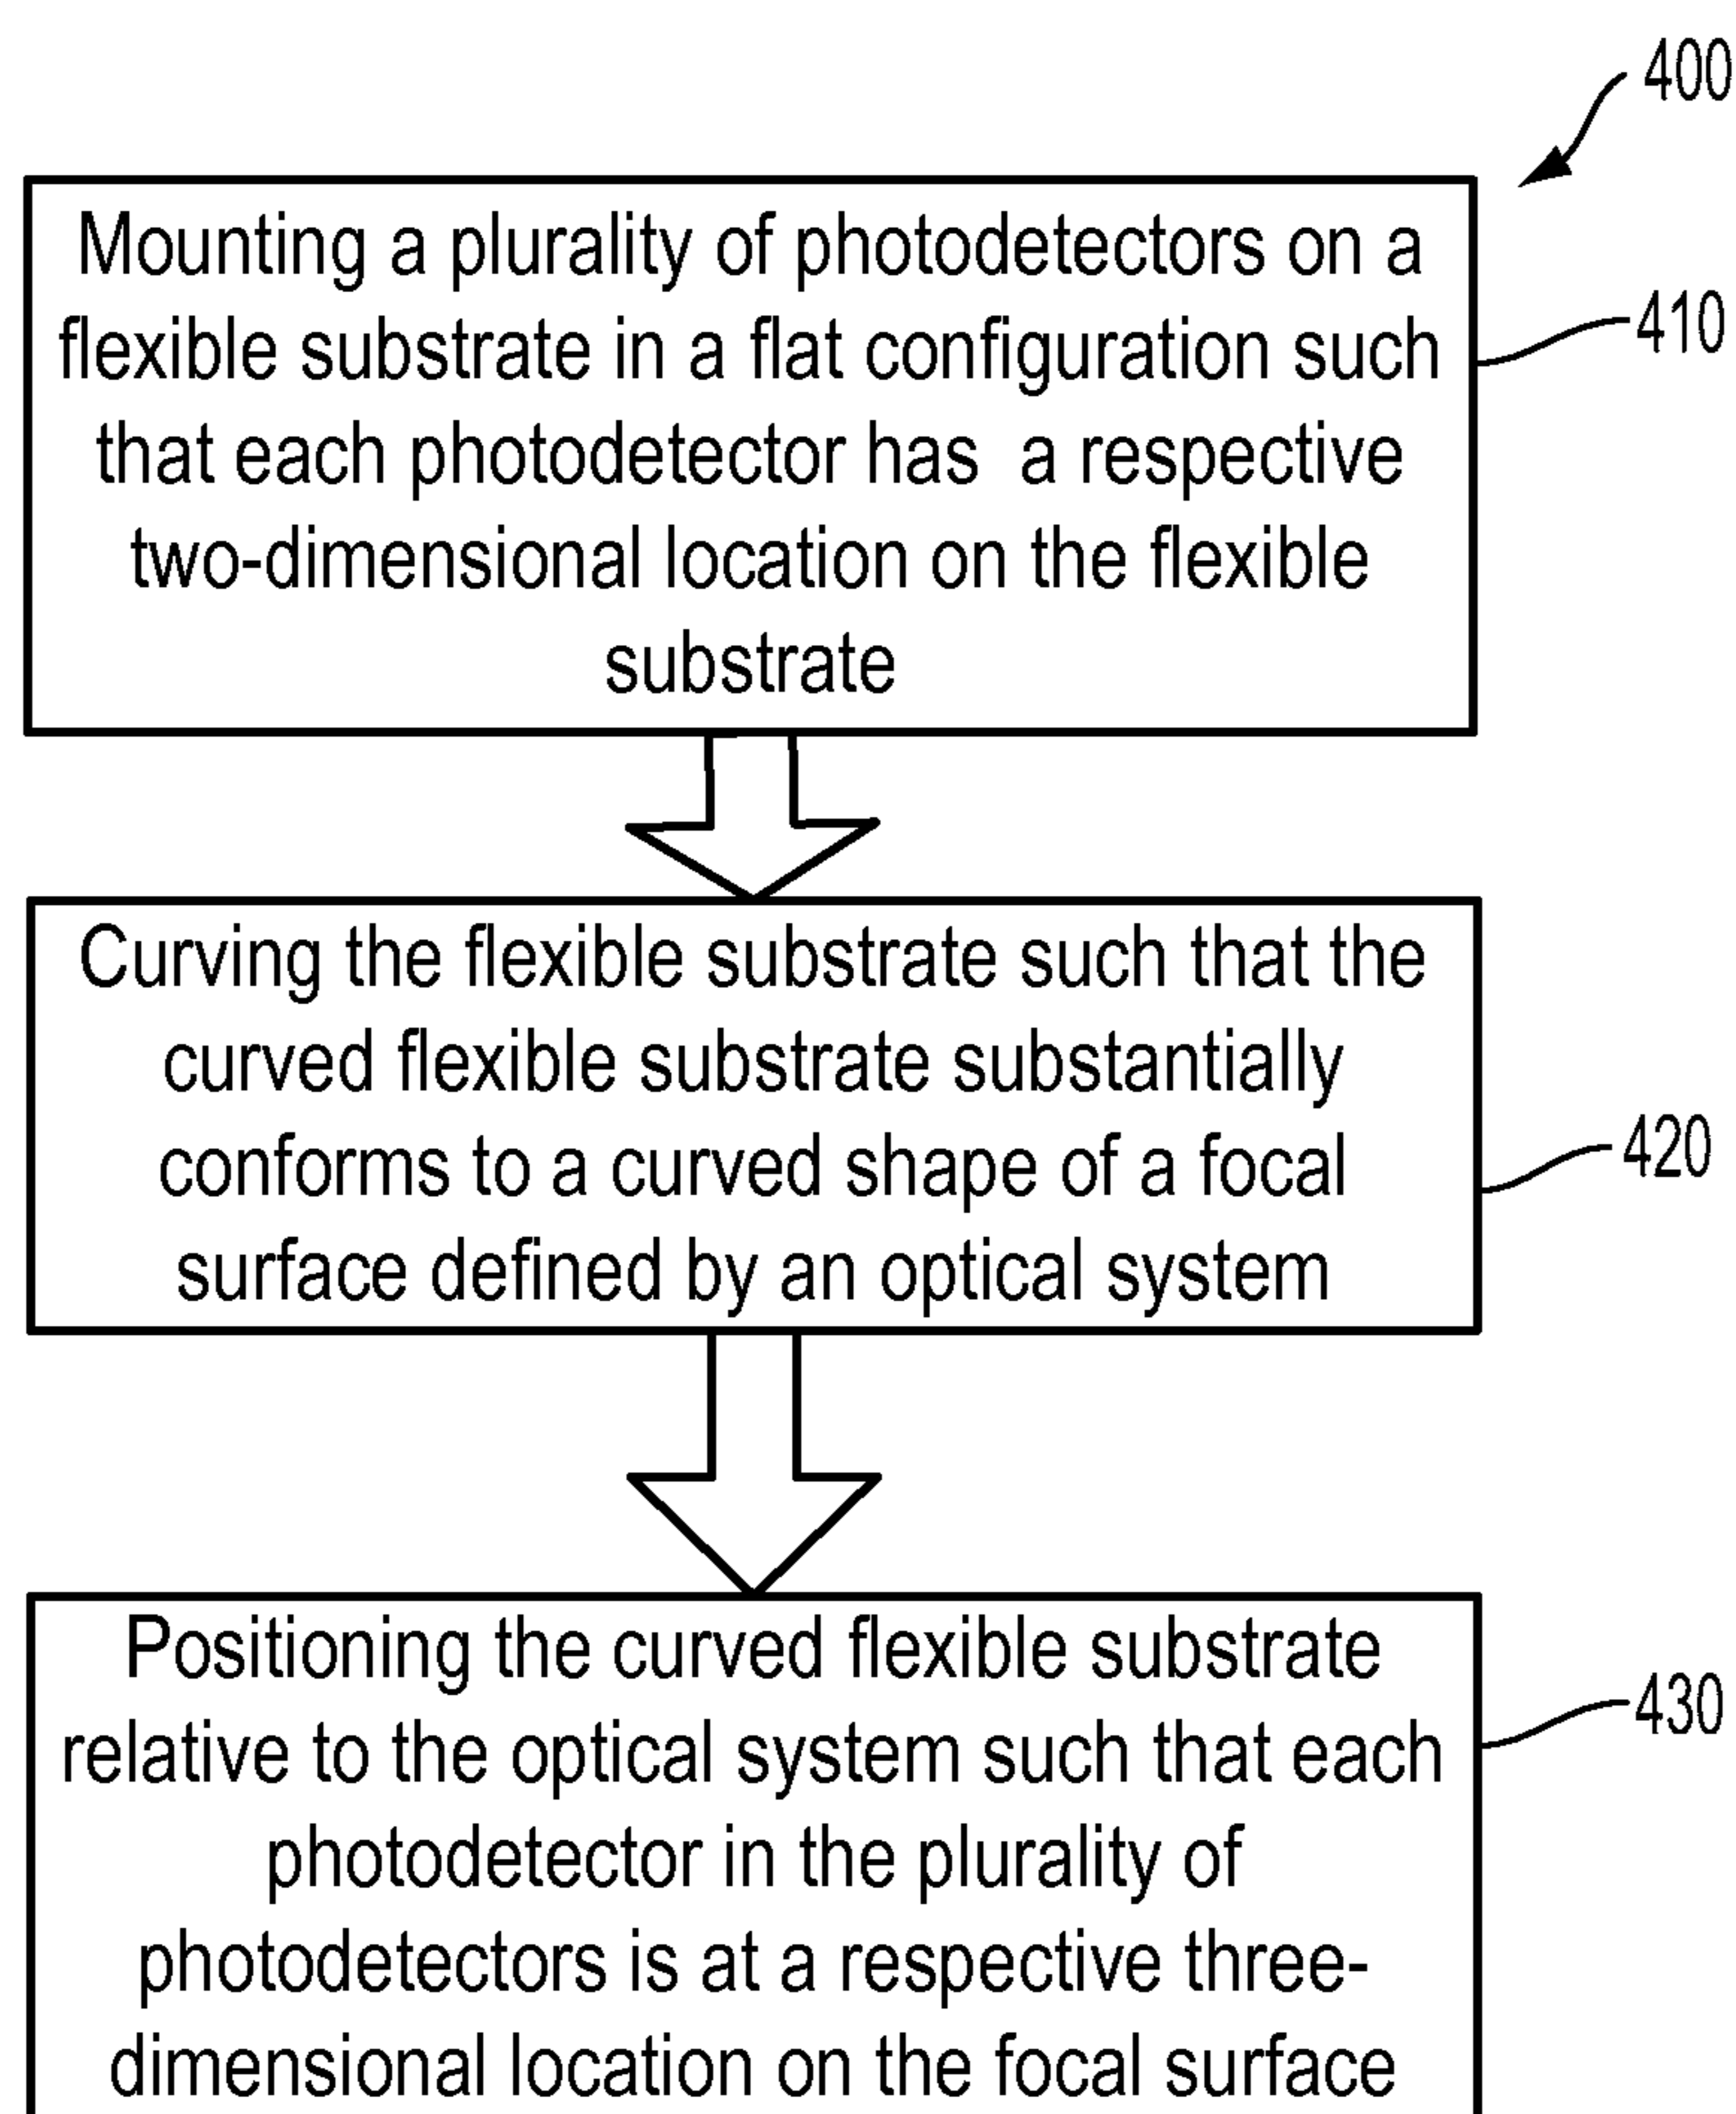 400
Mounting a plurality of photodetectors on a
flexible substrate in a flat configuration such
that each photodetector has a respective
two-dimensional location on the flexible
substrate
410
Curving the flexible substrate such that the
curved flexible substrate substantially
conforms to a curved shape of a focal
surface defined by an optical system
420
Positioning the curved flexible substrate
relative to the optical system such that each
photodetector in the plurality of
photodetectors is at a respective three-
dimensional location on the focal surface
430